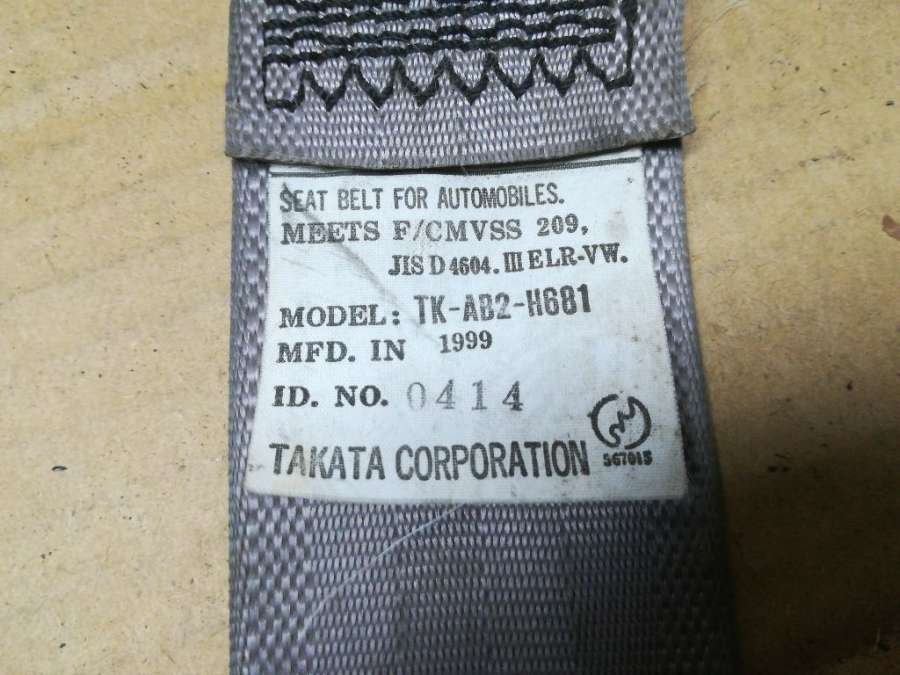 SEAT BELT FOR AUTOMOBILES.
MEETS F/CMVSS 209,
JIS D 4604. III ELR-VW.
MODEL: TK-AB2-H681
MFD. IN 1999
ID. NO. 0414
TAKATA CORPORATION
567015